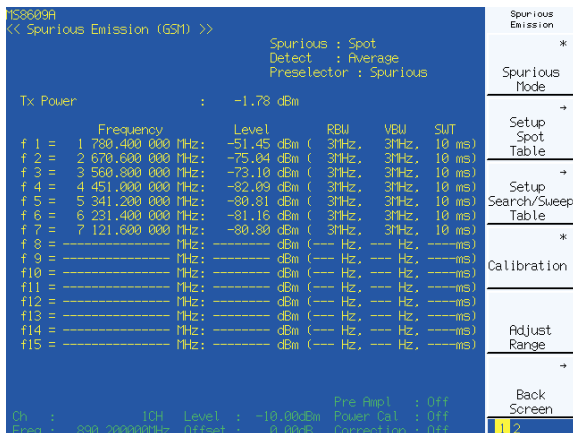 MS8609A
<< Spurious Emission (GSM) >>
Spurious : Spot
Detect : Average
Preselector : Spurious
Tx Power : -1.78 dBm
Frequency Level RBW VBW SWT
f 1 = 1 780.400 000 MHz: -51.45 dBm ( 3MHz, 3MHz, 10 ms)
f 2 = 2 670.600 000 MHz: -75.04 dBm ( 3MHz, 3MHz, 10 ms)
f 3 = 3 560.800 000 MHz: -73.10 dBm ( 3MHz, 3MHz, 10 ms)
f 4 = 4 451.000 000 MHz: -82.09 dBm ( 3MHz, 3MHz, 10 ms)
f 5 = 5 341.200 000 MHz: -80.81 dBm ( 3MHz, 3MHz, 10 ms)
f 6 = 6 231.400 000 MHz: -81.16 dBm ( 3MHz, 3MHz, 10 ms)
f 7 = 7 121.600 000 MHz: -80.80 dBm ( 3MHz, 3MHz, 10 ms)
f 8 = --------------- MHz: -------- dBm (--- Hz, --- Hz, ----ms)
f 9 = --------------- MHz: -------- dBm (--- Hz, --- Hz, ----ms)
f10 = --------------- MHz: -------- dBm (--- Hz, --- Hz, ----ms)
f11 = --------------- MHz: -------- dBm (--- Hz, --- Hz, ----ms)
f12 = --------------- MHz: -------- dBm (--- Hz, --- Hz, ----ms)
f13 = --------------- MHz: -------- dBm (--- Hz, --- Hz, ----ms)
f14 = --------------- MHz: -------- dBm (--- Hz, --- Hz, ----ms)
f15 = --------------- MHz: -------- dBm (--- Hz, --- Hz, ----ms)
Pre Ampl : Off
Ch : 1CH Level : -10.00dBm Power Cal : Off
Freq : 890.200000MHz Offset : 0.00dB Correction : Off
Spurious
Emission
*
Spurious
Mode
→
Setup
Spot
Table
→
Setup
Search/Sweep
Table
*
Calibration
Adjust
Range
→
Back
Screen
1 2